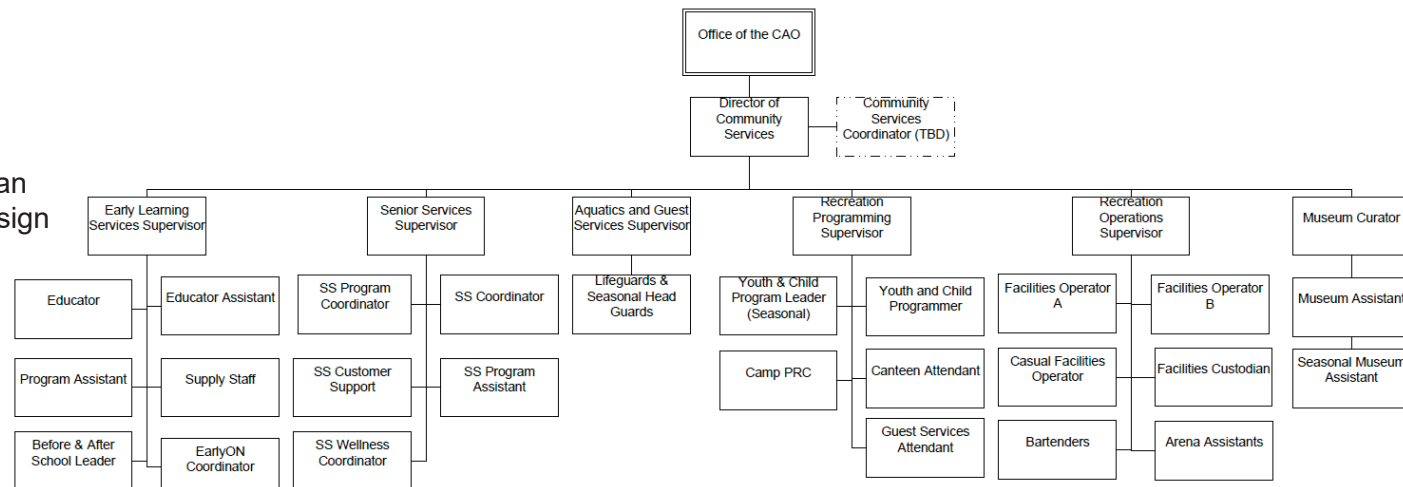 Office of the CAO
Director of
Community
Services
Community
Services
Coordinator (TBD)
an
sign
Early Learning
Services Supervisor
Senior Services
Supervisor
Aquatics and Guest
Services Supervisor
Recreation
Programming
Supervisor
Recreation
Operations
Supervisor
Museum Curator
Educator
Educator Assistant
SS Program
Coordinator
SS Coordinator
Lifeguards &
Seasonal Head
Guards
Youth & Child
Program Leader
(Seasonal)
Youth and Child
Programmer
Facilities Operator
A
Facilities Operator
B
Museum Assistant
Program Assistant
Supply Staff
SS Customer
Support
SS Program
Assistant
Camp PRC
Canteen Attendant
Casual Facilities
Operator
Facilities Custodian
Seasonal Museum
Assistant
Before & After
School Leader
EarlyON
Coordinator
SS Wellness
Coordinator
Guest Services
Attendant
Bartenders
Arena Assistants